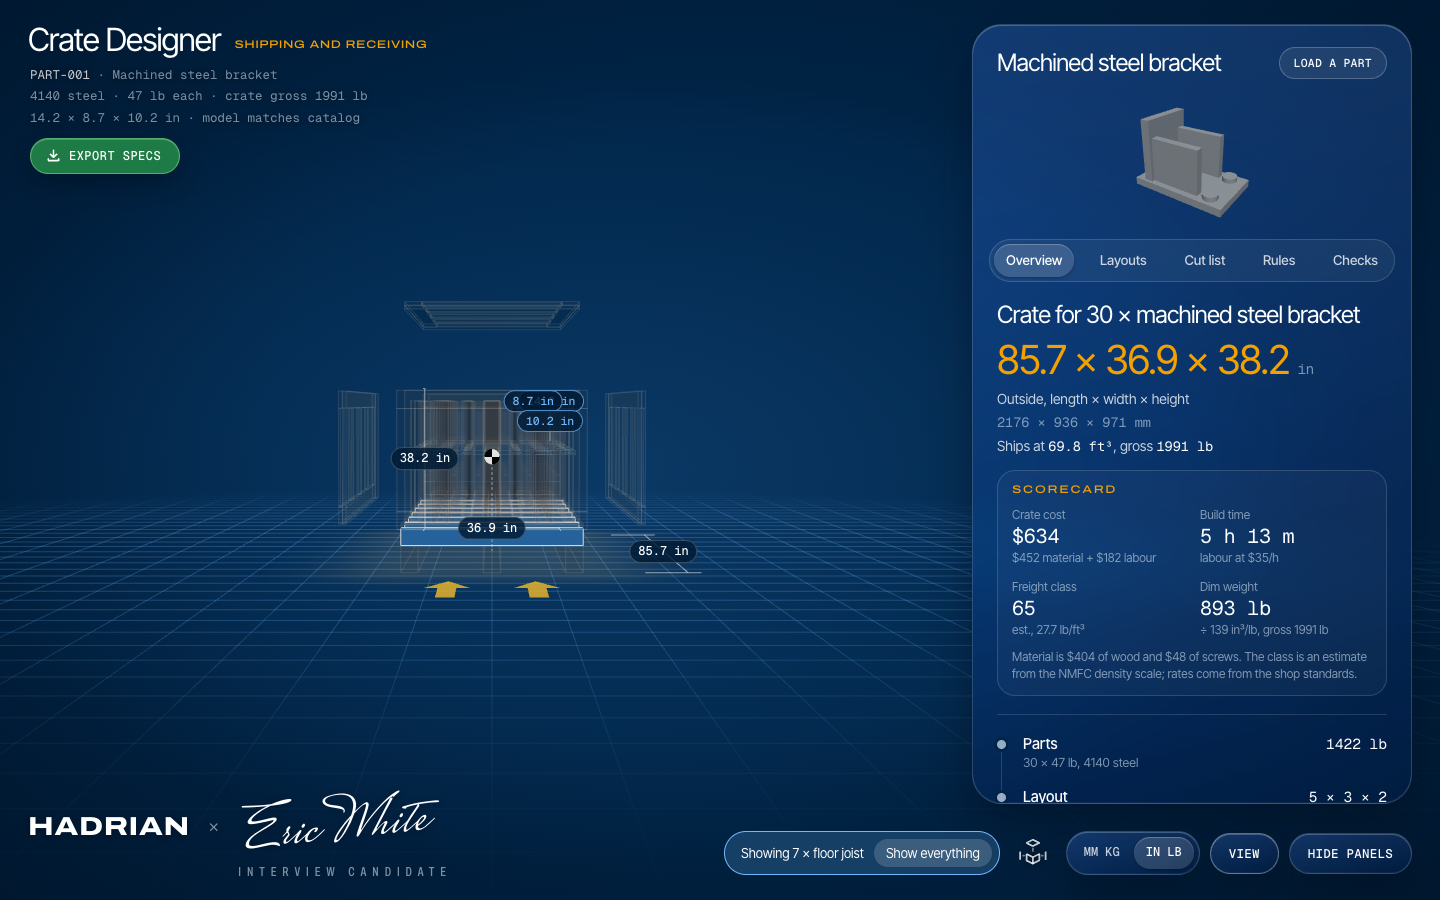 Crate Designer SHIPPING AND RECEIVING
PART-001 · Machined steel bracket
4140 steel · 47 lb each · crate gross 1991 lb
14.2 × 8.7 × 10.2 in · model matches catalog
EXPORT SPECS
8.7 in
in
10.2 in
38.2 in
36.9 in
85.7 in
HADRIAN × Eric White
INTERVIEW CANDIDATE
Machined steel bracket
LOAD A PART
Overview Layouts Cut list Rules Checks
Crate for 30 × machined steel bracket
85.7 × 36.9 × 38.2 in
Outside, length × width × height
2176 × 936 × 971 mm
Ships at 69.8 ft³, gross 1991 lb
SCORECARD
Crate cost Build time
$634 5 h 13 m
$452 material + $182 labour labour at $35/h
Freight class Dim weight
65 893 lb
est., 27.7 lb/ft³ ÷ 139 in³/lb, gross 1991 lb
Material is $404 of wood and $48 of screws. The class is an estimate
from the NMFC density scale; rates come from the shop standards.
Parts 1422 lb
30 × 47 lb, 4140 steel
Layout 5 × 3 × 2
Showing 7 × floor joist Show everything
MM KG IN LB
VIEW
HIDE PANELS